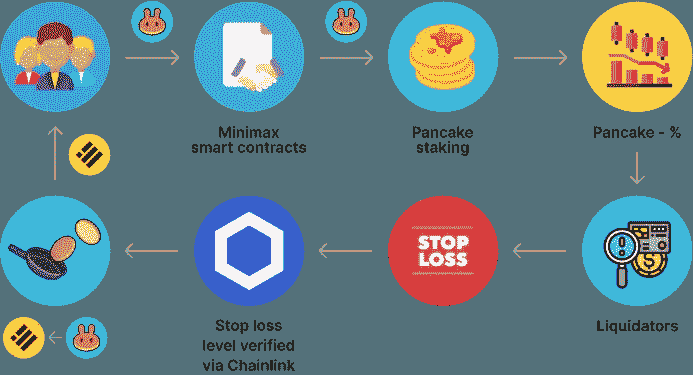 Minimax
smart contracts
Pancake
staking
Pancake - %
STOP
LOSS
Stop loss
level verified
via Chainlink
Liquidators